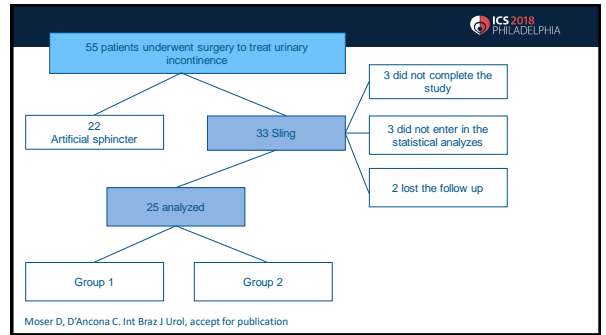 ICS 2018
PHILADELPHIA
55 patients underwent surgery to treat urinary
incontinence
3 did not complete the
study
22
Artificial sphincter
33 Sling
3 did not enter in the
statistical analyzes
2 lost the follow up
25 analyzed
Group 1
Group 2
Moser D, D'Ancona C. Int Braz J Urol, accept for publication